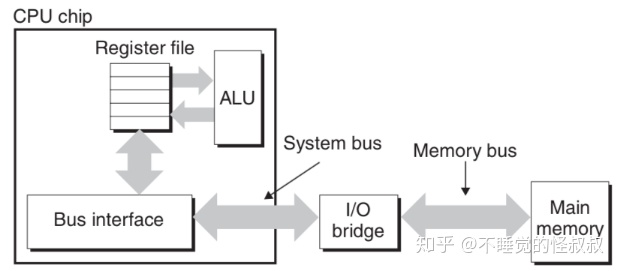 CPU chip
Register file
ALU
System bus
Memory bus
Bus interface
I/O
bridge
Main
memory
知乎 @不睡觉的怪叔叔